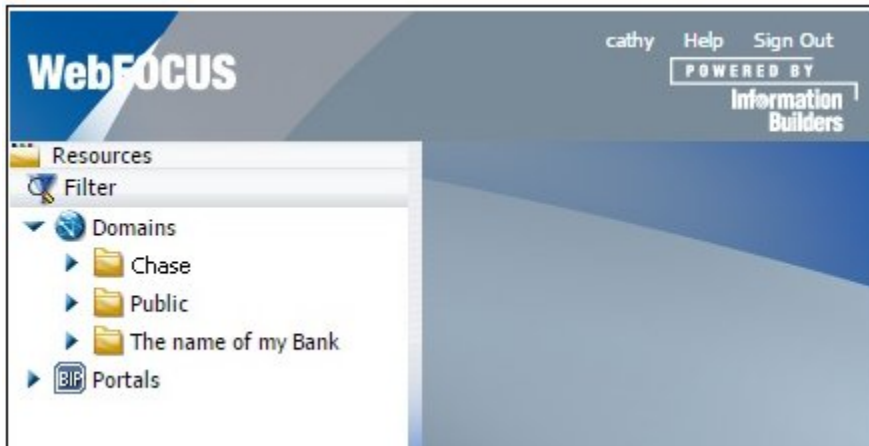 WebFOCUS
cathy Help Sign Out
POWERED BY
Information
Builders
Resources
Filter
Domains
Chase
Public
The name of my Bank
BIP Portals